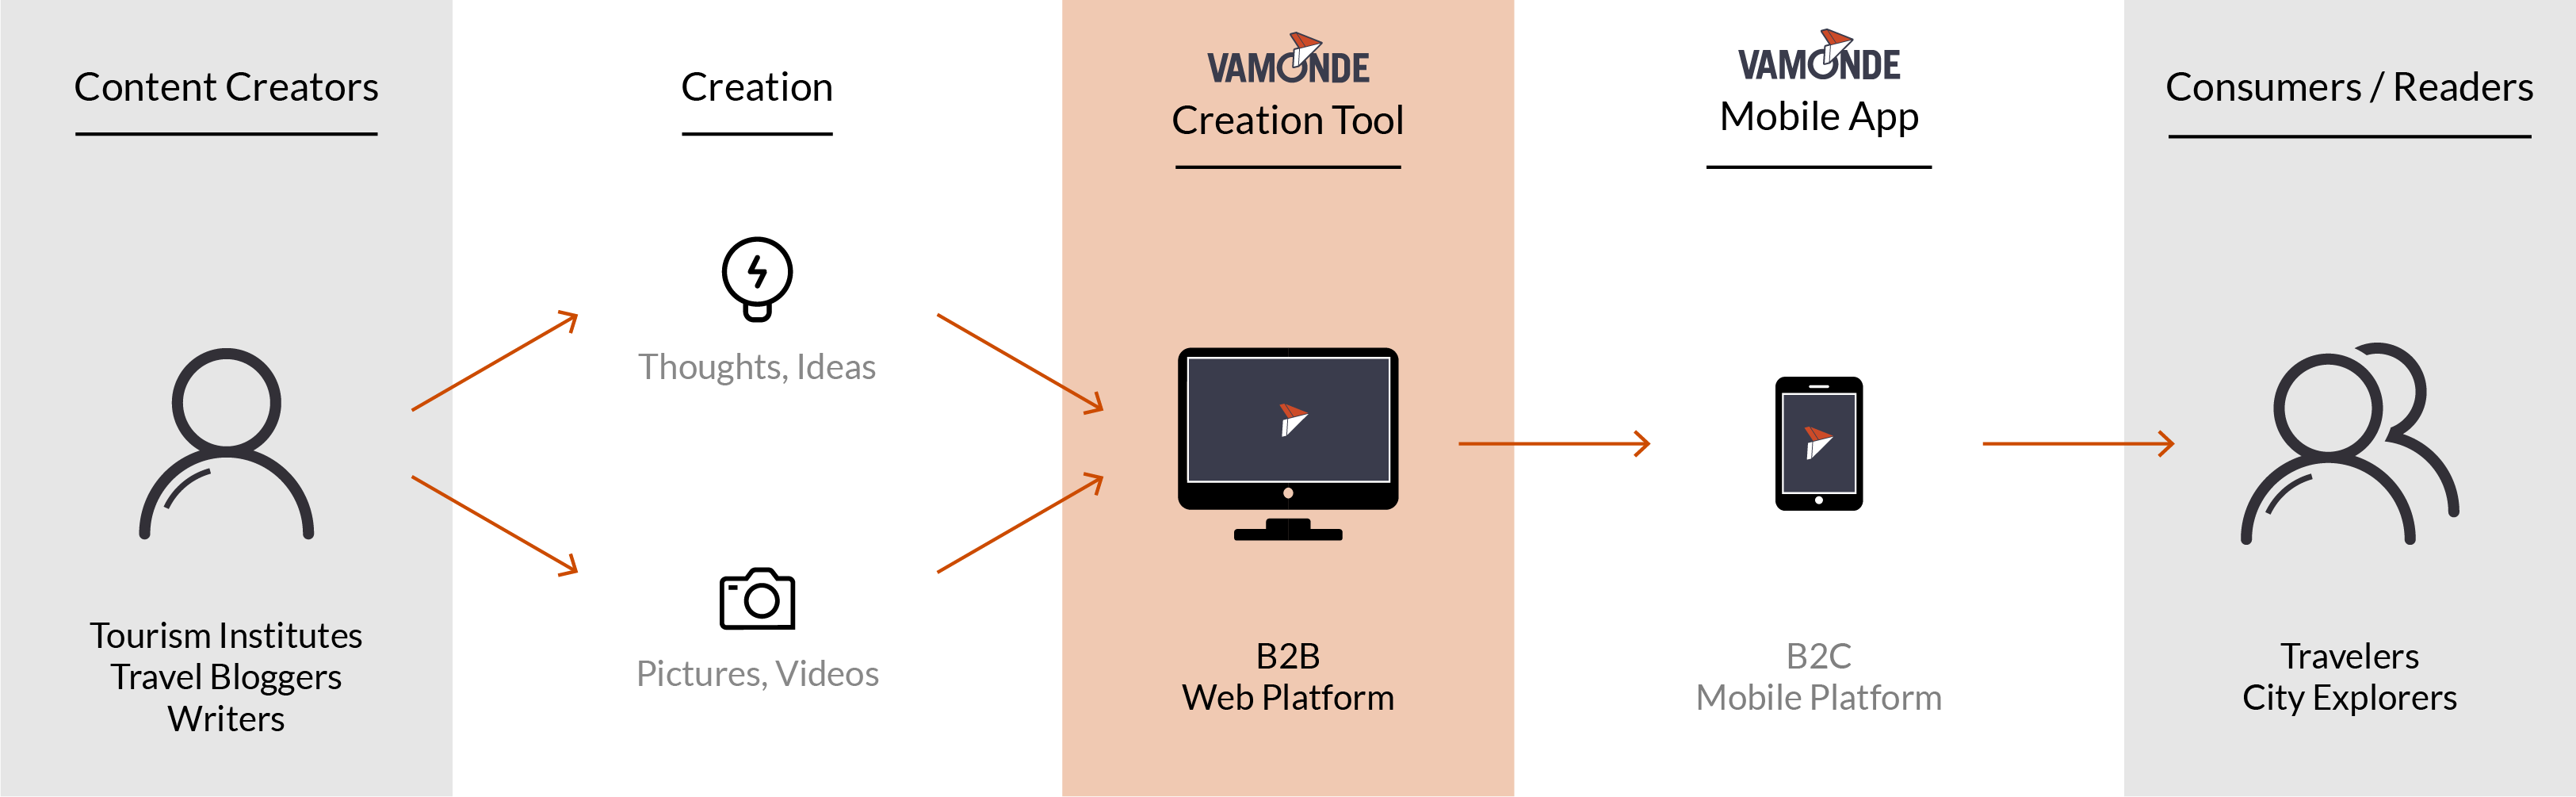 Content Creators
Tourism Institutes
Travel Bloggers
Writers
Creation
Thoughts, Ideas
Pictures, Videos
VAMONDE
Creation Tool
B2B
Web Platform
VAMONDE
Mobile App
B2C
Mobile Platform
Consumers / Readers
Travelers
City Explorers